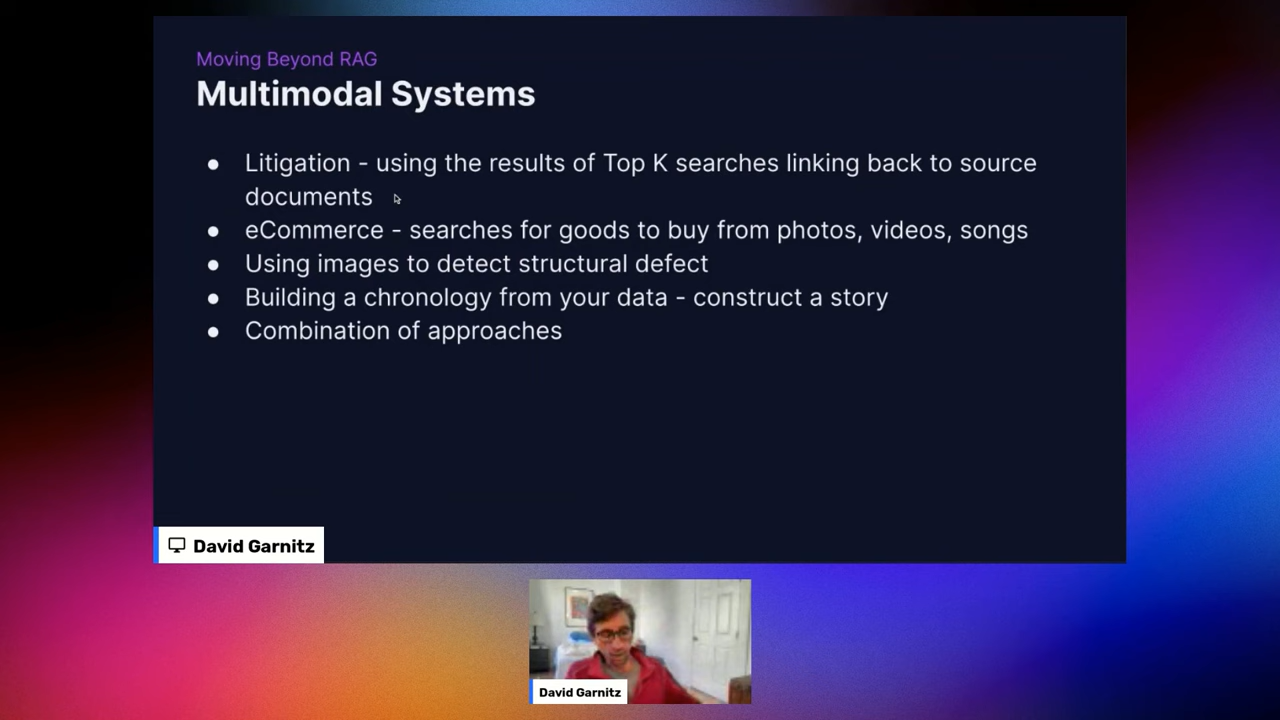 Moving Beyond RAG
Multimodal Systems
● Litigation - using the results of Top K searches linking back to source
documents
● eCommerce - searches for goods to buy from photos, videos, songs
● Using images to detect structural defect
● Building a chronology from your data - construct a story
● Combination of approaches
David Garnitz
David Garnitz